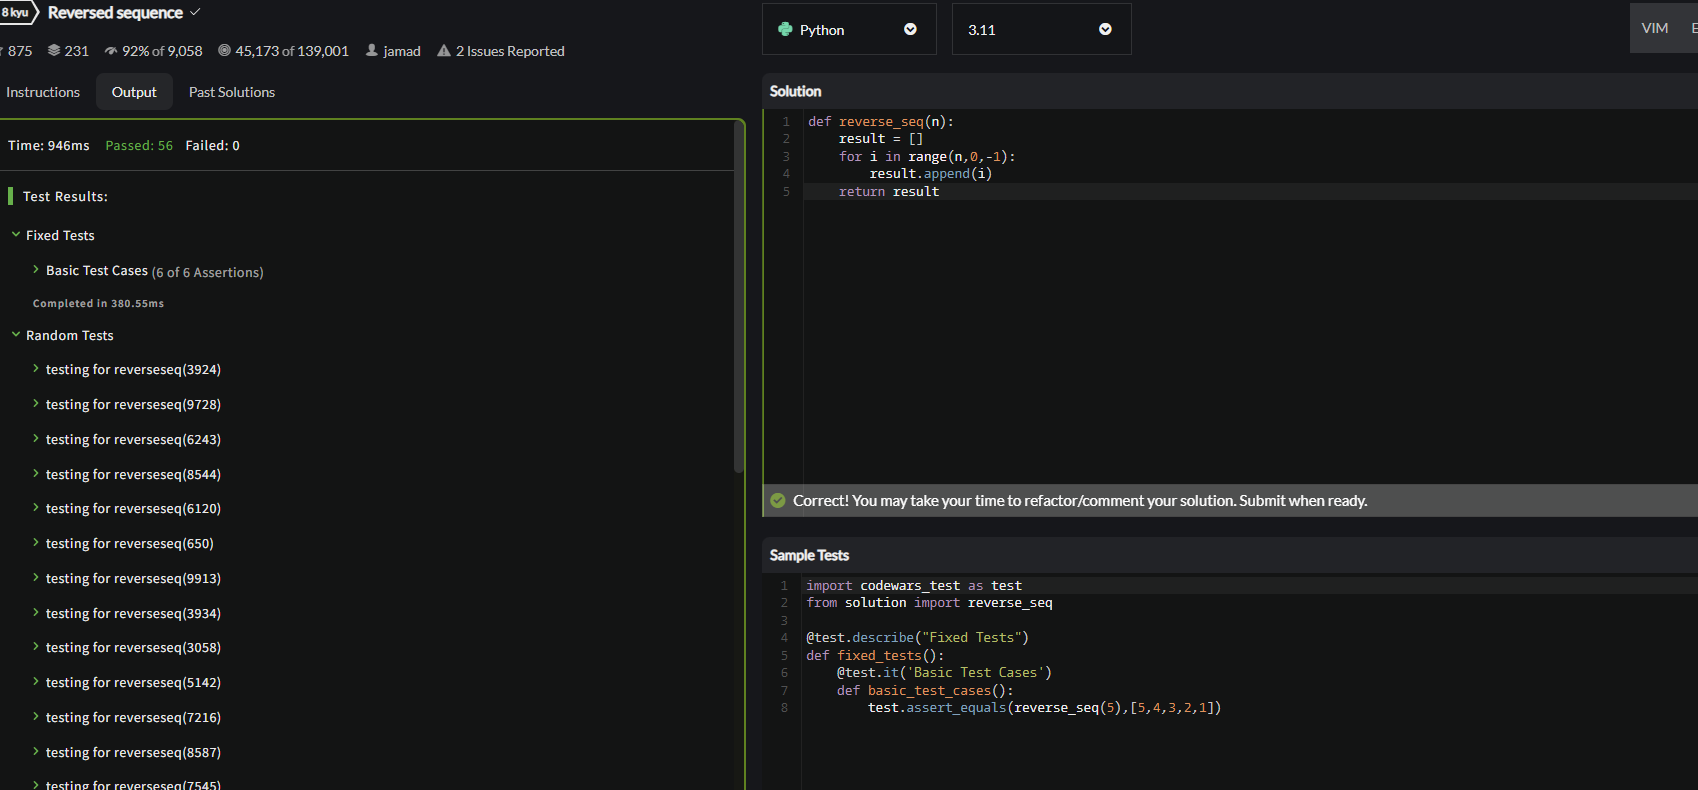 8 kyu Reversed sequence
875 231 92% of 9,058 45,173 of 139,001 jamad 2 Issues Reported
Instructions Output Past Solutions
Time: 946ms Passed: 56 Failed: 0
Test Results:
Fixed Tests
Basic Test Cases (6 of 6 Assertions)
Completed in 380.55ms
Random Tests
testing for reverseseq(3924)
testing for reverseseq(9728)
testing for reverseseq(6243)
testing for reverseseq(8544)
testing for reverseseq(6120)
testing for reverseseq(650)
testing for reverseseq(9913)
testing for reverseseq(3934)
testing for reverseseq(3058)
testing for reverseseq(5142)
testing for reverseseq(7216)
testing for reverseseq(8587)
testing for reverseseq(7545)
Python 3.11 VIM E
Solution
1 def reverse_seq(n):
2 result = []
3 for i in range(n,0,-1):
4 result.append(i)
5 return result
Correct! You may take your time to refactor/comment your solution. Submit when ready.
Sample Tests
1 import codewars_test as test
2 from solution import reverse_seq
3
4 @test.describe("Fixed Tests")
5 def fixed_tests():
6 @test.it('Basic Test Cases')
7 def basic_test_cases():
8 test.assert_equals(reverse_seq(5),[5,4,3,2,1])